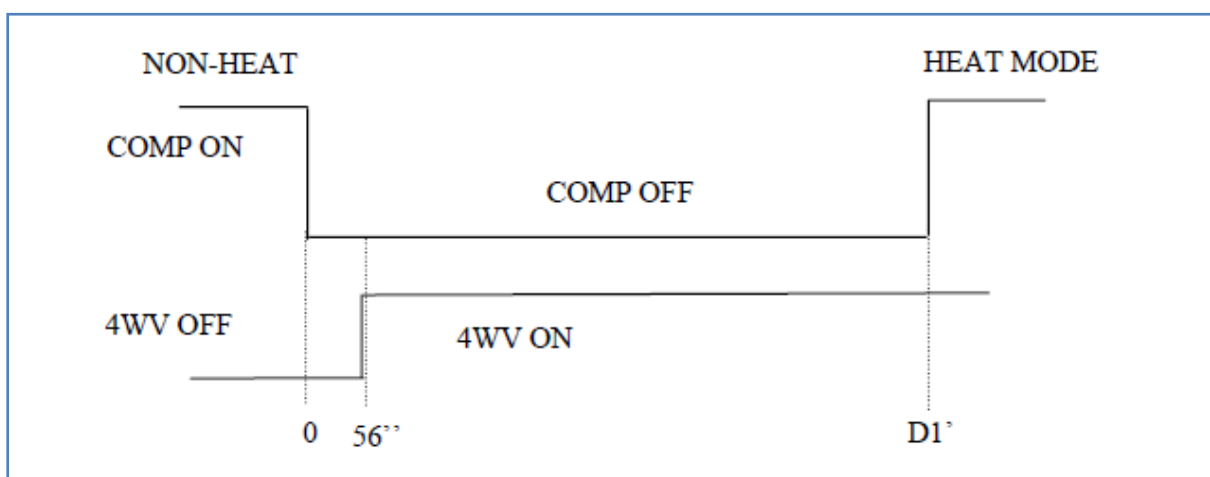 NON-HEAT
HEAT MODE
COMP ON
COMP OFF
4WV OFF
4WV ON
0
56’’
D1’